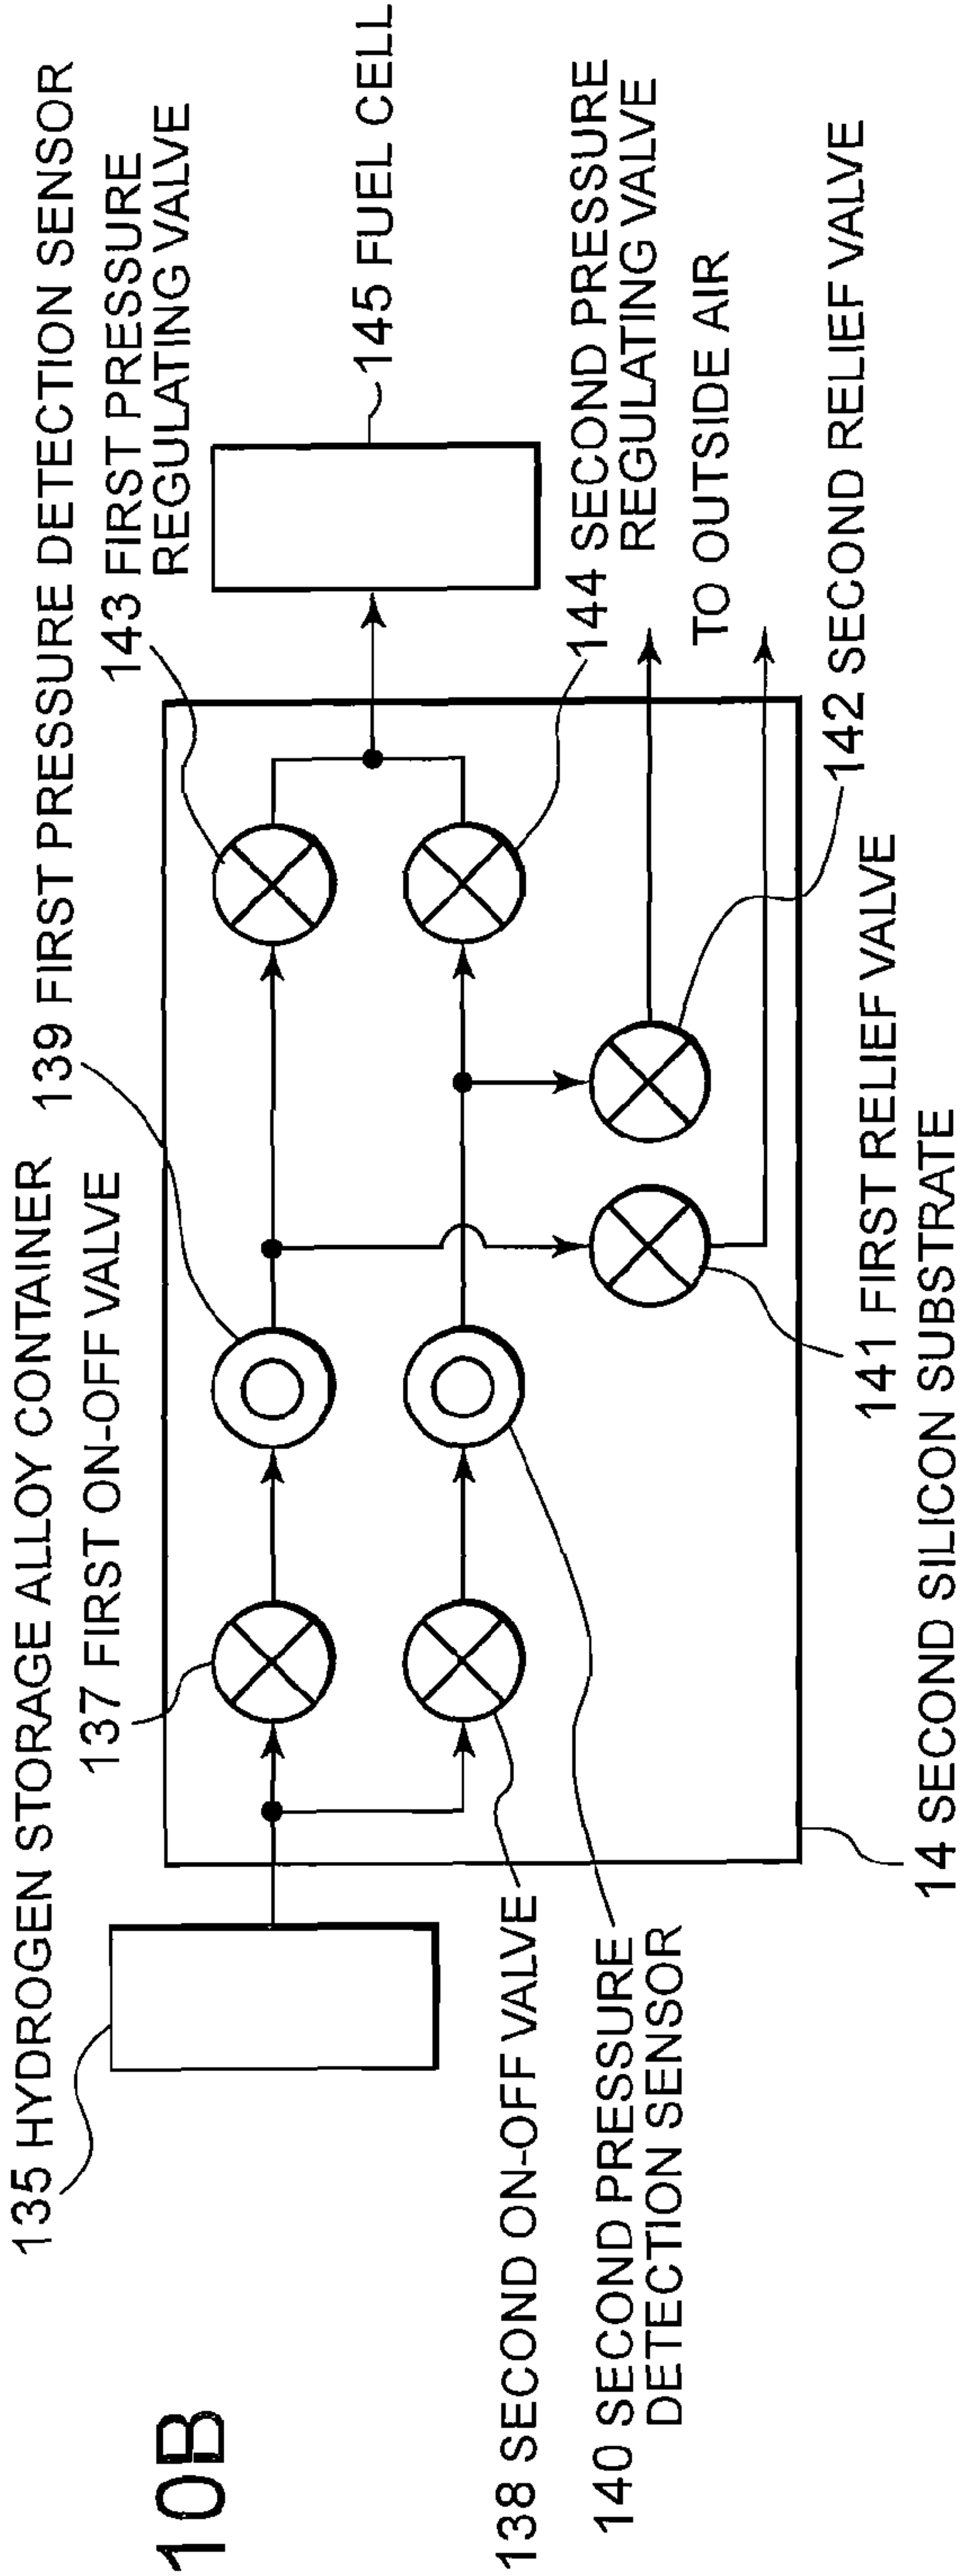 10B
135 HYDROGEN STORAGE ALLOY CONTAINER
139 FIRST PRESSURE DETECTION SENSOR
137 FIRST ON-OFF VALVE
143 FIRST PRESSURE
REGULATING VALVE
145 FUEL CELL
138 SECOND ON-OFF VALVE
144 SECOND PRESSURE
REGULATING VALVE
140 SECOND PRESSURE
DETECTION SENSOR
TO OUTSIDE AIR
142 SECOND RELIEF VALVE
141 FIRST RELIEF VALVE
14 SECOND SILICON SUBSTRATE